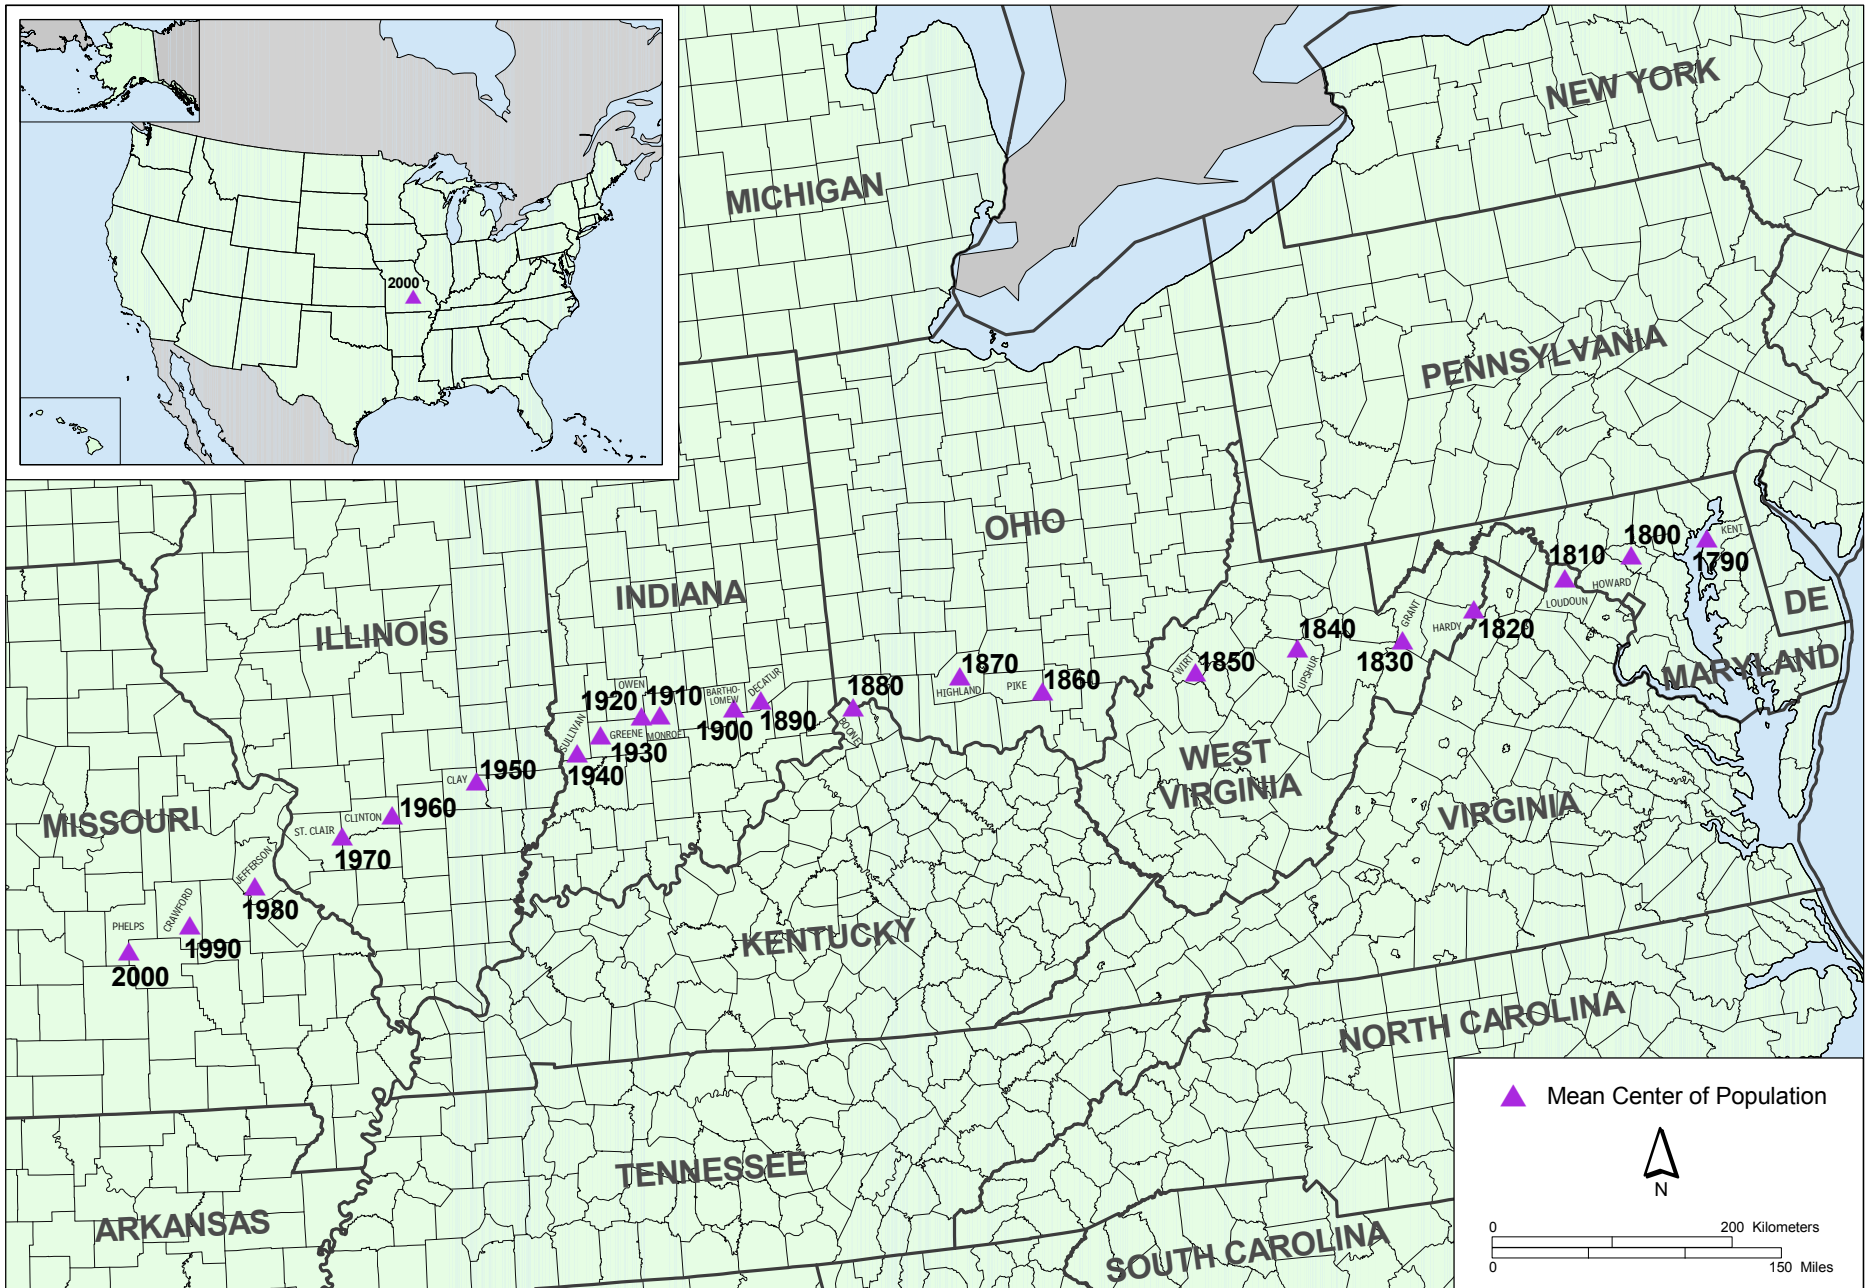 2000
NEW YORK
MICHIGAN
PENNSYLVANIA
OHIO
INDIANA
ILLINOIS
MISSOURI
DE
MARYLAND
WEST
VIRGINIA
VIRGINIA
KENTUCKY
NORTH CAROLINA
TENNESSEE
ARKANSAS
SOUTH CAROLINA
KENT
1790
1800
HOWARD
1810
LOUDOUN
HARDY
1820
GRANT
1830
1840
UPSHUR
WIRT
1850
PIKE
1860
1870
HIGHLAND
1880
BOONE
DECATUR
1890
BARTHO-
LOMEW
1900
OWEN
1910
MONROE
1920
GREENE
1930
SULLIVAN
1940
CLAY
1950
CLINTON
1960
ST. CLAIR
1970
JEFFERSON
1980
CRAWFORD
1990
PHELPS
2000
Mean Center of Population
N
0 200 Kilometers
0 150 Miles